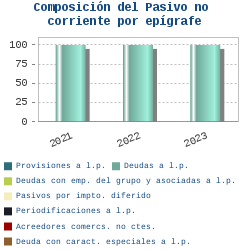 Composición del Pasivo no
corriente por epígrafe
100
75
50
25
0
2021
2022
2023
Provisiones a l.p.
Deudas a l.p.
Deudas con emp. del grupo y asociadas a l.p.
Pasivos por impto. diferido
Periodificaciones a l.p.
Acreedores comercs. no ctes.
Deuda con caract. especiales a l.p.